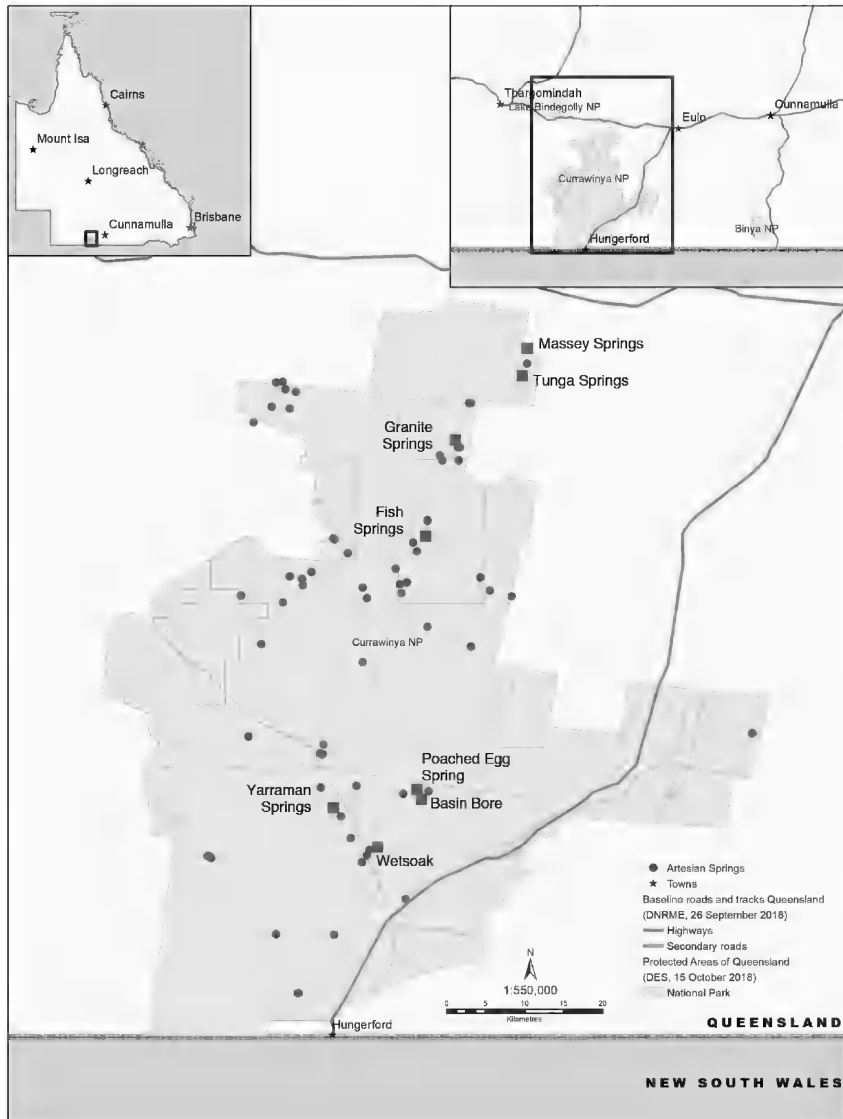 Cairns
Mount Isa
Longreach
Cunnamulla
Brisbane
Thargomindah
Lake Bindegolly NP
Eulo
Cunnamulla
Currawinya NP
Hungerford
Binya NP
Massey Springs
Tunga Springs
Granite
Springs
Fish
Springs
Currawinya NP
Poached Egg
Spring
Yarraman
Springs
Basin Bore
Wetsoak
Artesian Springs
Towns
Baseline roads and tracks Queensland
(DNRME, 26 September 2018)
Highways
Secondary roads
Protected Areas of Queensland
(DES, 15 October 2018)
National Park
N
1:550,000
0 5 10 15 20
Kilometres
Hungerford
QUEENSLAND
NEW SOUTH WALES